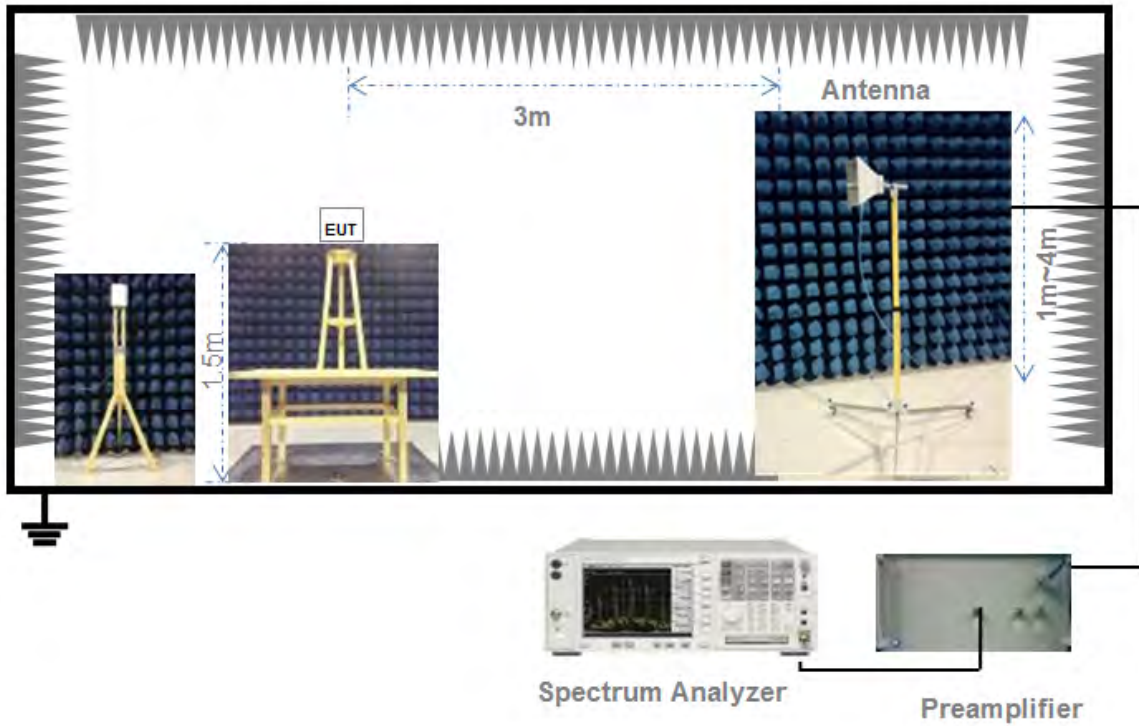 Antenna
3m
EUT
1.5m
1m~4m
Spectrum Analyzer
Preamplifier